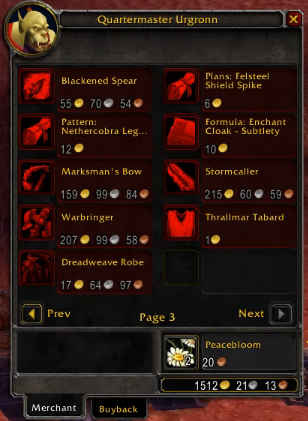 Quartermaster Urgronn
Blackened Spear
55 70 54
Plans: Felsteel
Shield Spike
6
Pattern:
Nethercobra Leg...
12
Formula: Enchant
Cloak - Subtlety
10
Marksman's Bow
159 99 84
Stormcaller
215 60 59
Warbringer
207 99 58
Thrallmar Tabard
1
Dreadweave Robe
17 64 97
Prev
Page 3
Next
2
Peacebloom
20
1512 21 13
Merchant
Buyback